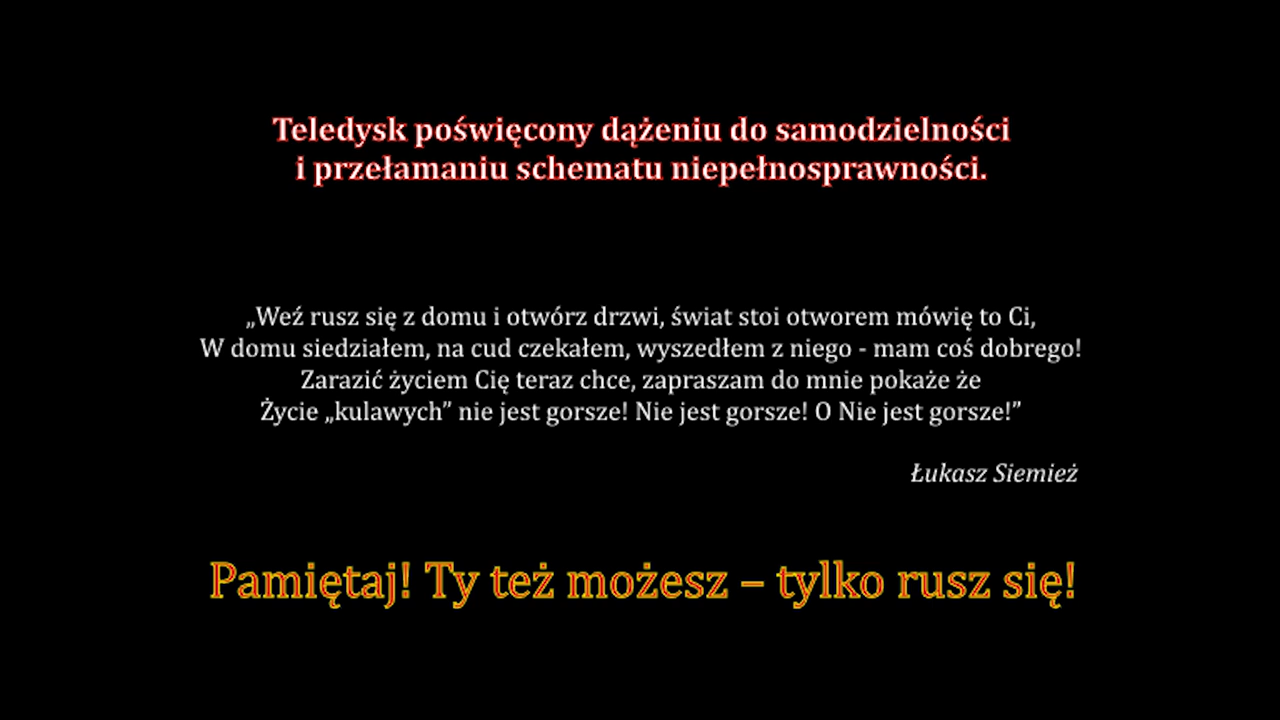 Teledysk poświęcony dążeniu do samodzielności
i przełamaniu schematu niepełnosprawności.
„Weź rusz się z domu i otwórz drzwi, świat stoi otworem mówię to Ci,
W domu siedziałem, na cud czekałem, wyszedłem z niego - mam coś dobrego!
Zarazić życiem Cię teraz chce, zapraszam do mnie pokaże że
Życie „kulawych” nie jest gorsze! Nie jest gorsze! O Nie jest gorsze!”
Łukasz Siemież
Pamiętaj! Ty też możesz – tylko rusz się!